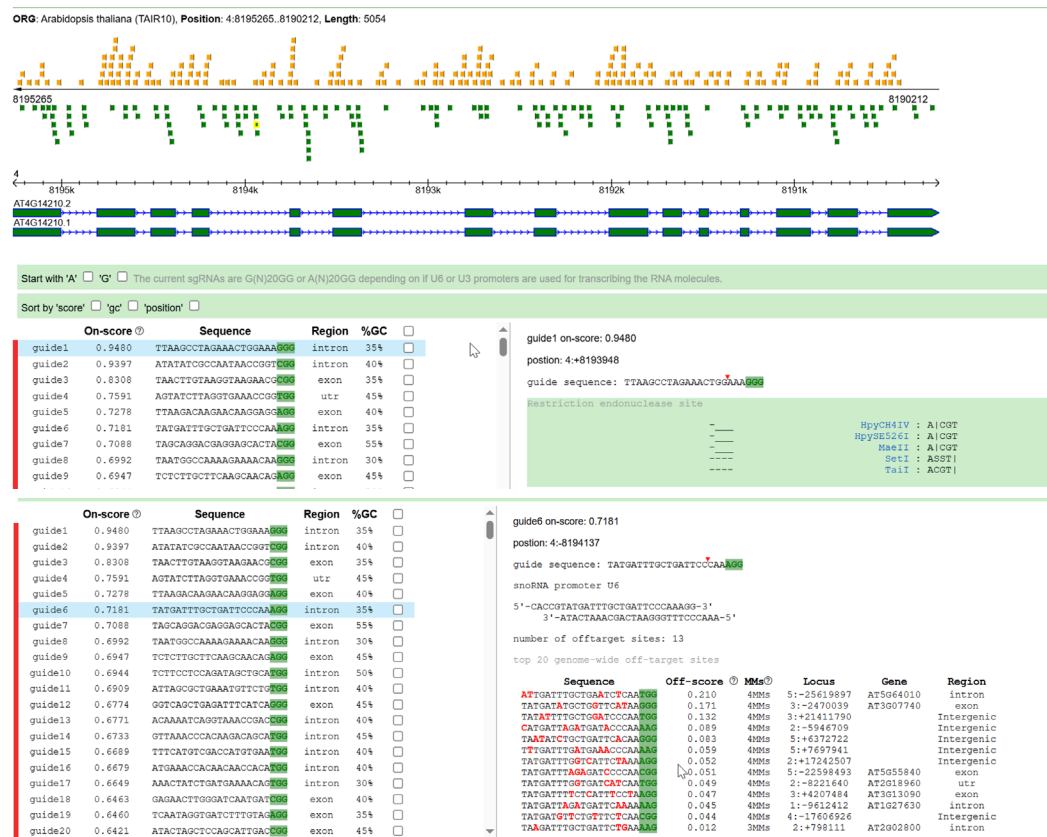 ORG: Arabidopsis thaliana (TAIR10), Position: 4:8195265..8190212, Length: 5054
8195265 8190212
4
8195k 8194k 8193k 8192k 8191k
AT4G14210.2
AT4G14210.1
Start with 'A' 'G' The current sgRNAs are G(N)20GG or A(N)20GG depending on if U6 or U3 promoters are used for transcribing the RNA molecules.
Sort by 'score' 'gc' 'position'
On-score ? Sequence Region %GC
guide1 0.9480 TTAAGCCTAGAAACTGGAAAGGG intron 35%
guide2 0.9397 ATATATCGCCAATAACCGGTCGG intron 40%
guide3 0.8308 TAACTTGTAAGGTAAGAACGCGG exon 35%
guide4 0.7591 AGTATCTTAGGTGAAACCGGTGG utr 45%
guide5 0.7278 TTAAGACAAGAACAAGGAGGAGG exon 40%
guide6 0.7181 TATGATTTGCTGATTCCCAAAGG intron 35%
guide7 0.7088 TAGCAGGACGAGGAGCACTACGG exon 55%
guide8 0.6992 TAATGGCCAAAAGAAAACAAGGG intron 30%
guide9 0.6947 TCTCTTGCTTCAAGCAACAGAGG exon 45%
guide1 on-score: 0.9480
postion: 4:+8193948
guide sequence: TTAAGCCTAGAAACTGGAAAGGG
Restriction endonuclease site
HpyCH4IV : A|CGT
HpySE526I : A|CGT
MaeII : A|CGT
SetI : ASST|
TaiI : ACGT|
On-score ? Sequence Region %GC
guide1 0.9480 TTAAGCCTAGAAACTGGAAAGGG intron 35%
guide2 0.9397 ATATATCGCCAATAACCGGTCGG intron 40%
guide3 0.8308 TAACTTGTAAGGTAAGAACGCGG exon 35%
guide4 0.7591 AGTATCTTAGGTGAAACCGGTGG utr 45%
guide5 0.7278 TTAAGACAAGAACAAGGAGGAGG exon 40%
guide6 0.7181 TATGATTTGCTGATTCCCAAAGG intron 35%
guide7 0.7088 TAGCAGGACGAGGAGCACTACGG exon 55%
guide8 0.6992 TAATGGCCAAAAGAAAACAAGGG intron 30%
guide9 0.6947 TCTCTTGCTTCAAGCAACAGAGG exon 45%
guide10 0.6944 TCTTCCTCCAGATAGCTGCATGG intron 50%
guide11 0.6909 ATTAGCGCTGAAATGTTCTGTGG intron 40%
guide12 0.6774 GGTCAGCTGAGATTTCATCAGGG exon 45%
guide13 0.6771 ACAAAATCAGGTAAACCGACCGG intron 40%
guide14 0.6733 GTTAAACCCACAAGACAGCATGG intron 45%
guide15 0.6689 TTTCATGTCGACCATGTGAATGG exon 40%
guide16 0.6679 ATGAAACCACAACAACCACATGG intron 40%
guide17 0.6649 AAACTATCTGATGAAAACAGTGG intron 30%
guide18 0.6463 GAGAACTTGGGATCAATGATCGG exon 40%
guide19 0.6460 TCAATAGGTGATCTTTGTAGAGG exon 35%
guide20 0.6421 ATACTAGCTCCAGCATTGACCGG exon 45%
guide6 on-score: 0.7181
postion: 4:-8194137
guide sequence: TATGATTTGCTGATTCCCAAAGG
snoRNA promoter U6
5'-CACCGTATGATTTGCTGATTCCCAAAGG-3'
3'-ATACTAAACGACTAAGGGTTTCCCAAA-5'
number of offtarget sites: 13
top 20 genome-wide off-target sites
Sequence Off-score ? MMs? Locus Gene Region
ATTGATTTGCTGAATCTCAATGG 0.210 4MMs 5:-25619897 AT5G64010 intron
TATGATATGCTGGTTCATAAGGG 0.171 4MMs 3:-2470039 AT3G07740 exon
TATATTTTGCTGGATCCCAATGG 0.132 4MMs 3:+21411790 Intergenic
CATGATTAGATGATACCCAAAAG 0.089 4MMs 2:-5946709 Intergenic
TAATATCTGCTGATTCACAAAGG 0.083 4MMs 5:+6372722 Intergenic
TTTGATTTGATGAAACCCAAAAG 0.059 4MMs 5:+7697941 Intergenic
TATGATTTGGTCATTCTAAAAGG 0.052 4MMs 2:+17242507 Intergenic
TATGATTTAGAGATCCCCAACGG 0.051 4MMs 5:-22598493 AT5G55840 exon
TATGATTTGGTGATCATCAATGG 0.049 4MMs 2:-8221640 AT2G18960 utr
TATGATTTTCTCATTTCCTAAGG 0.047 4MMs 3:+4207484 AT3G13090 exon
TATGATTAGATGATTCAAAAAAG 0.045 4MMs 1:-9612412 AT1G27630 intron
TATGATGTTCTGTTTCTCAACGG 0.044 4MMs 4:-17606926 Intergenic
TAAGATTTGCTGATTCTGAAAAG 0.012 3MMs 2:+798111 AT2G02800 intron